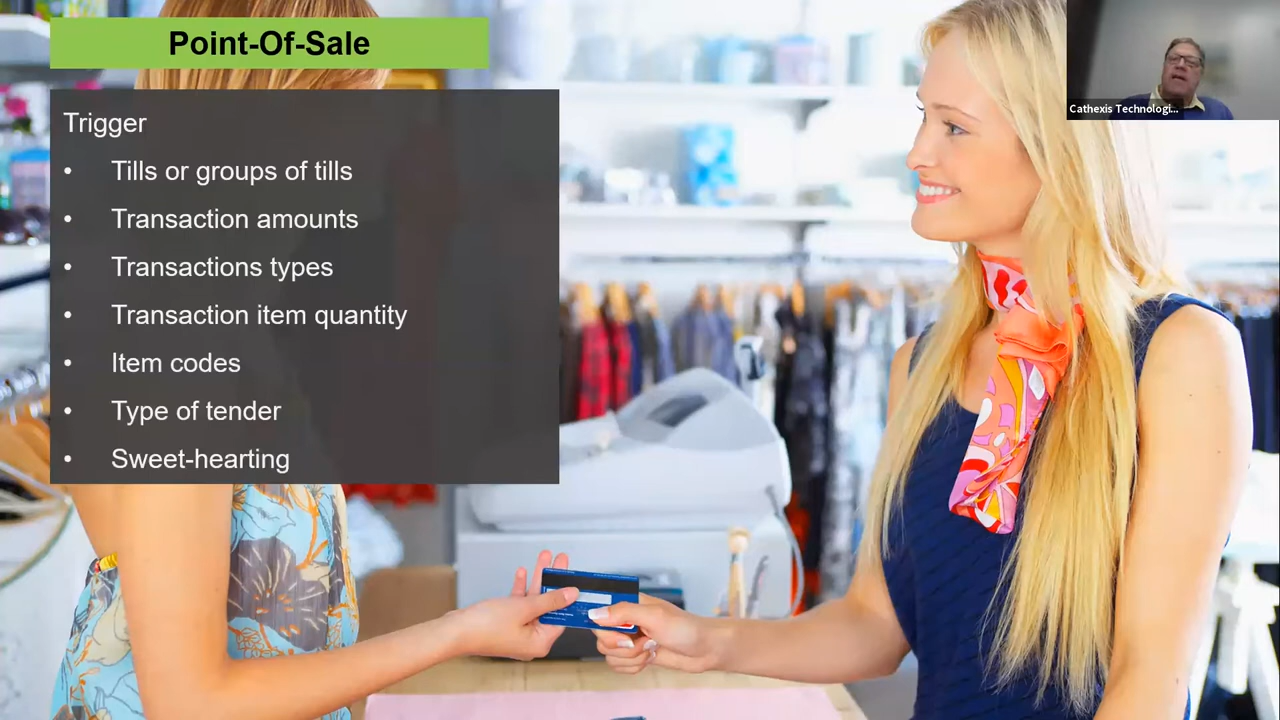 Point-Of-Sale
Cathexis Technologi...
Trigger
• Tills or groups of tills
• Transaction amounts
• Transactions types
• Transaction item quantity
• Item codes
• Type of tender
• Sweet-hearting